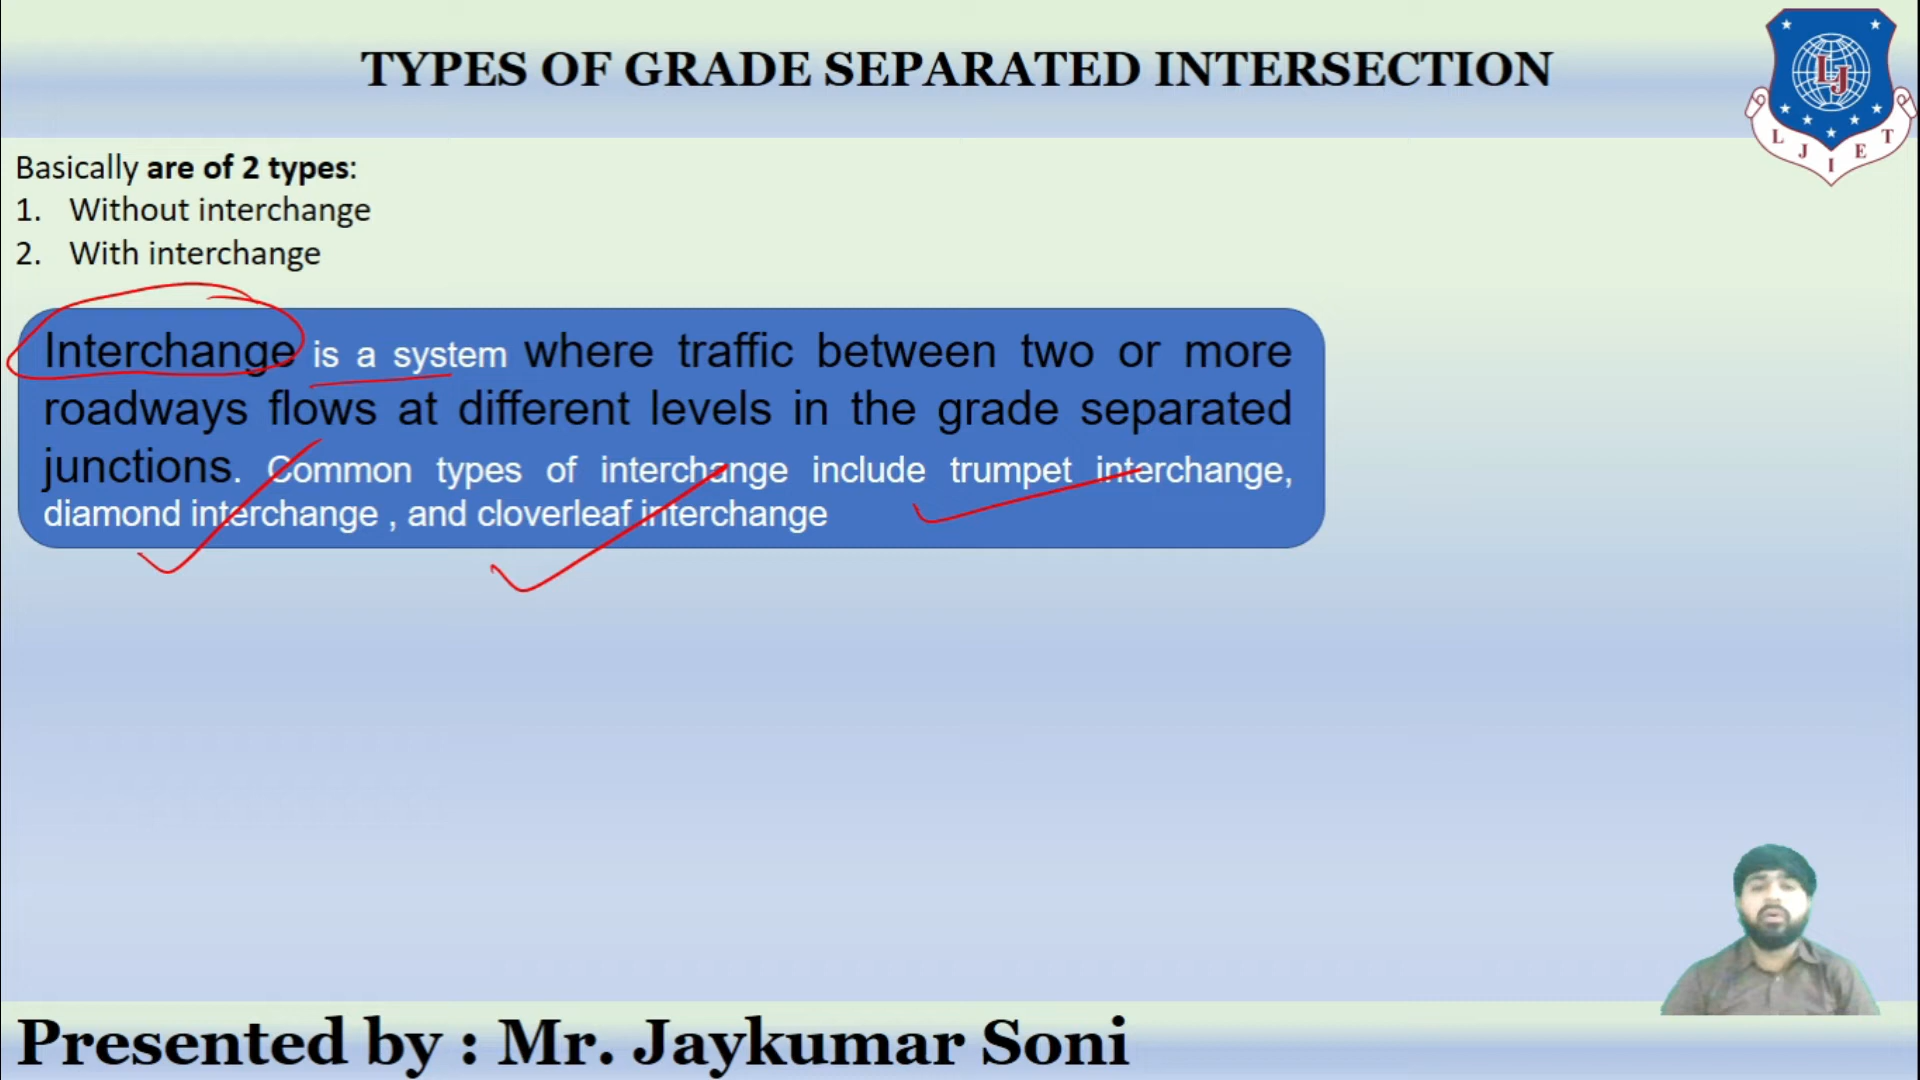 TYPES OF GRADE SEPARATED INTERSECTION
LJ
L J I E T
Basically are of 2 types:
1. Without interchange
2. With interchange
Interchange is a system where traffic between two or more
roadways flows at different levels in the grade separated
junctions. Common types of interchange include trumpet interchange,
diamond interchange , and cloverleaf interchange
Presented by : Mr. Jaykumar Soni